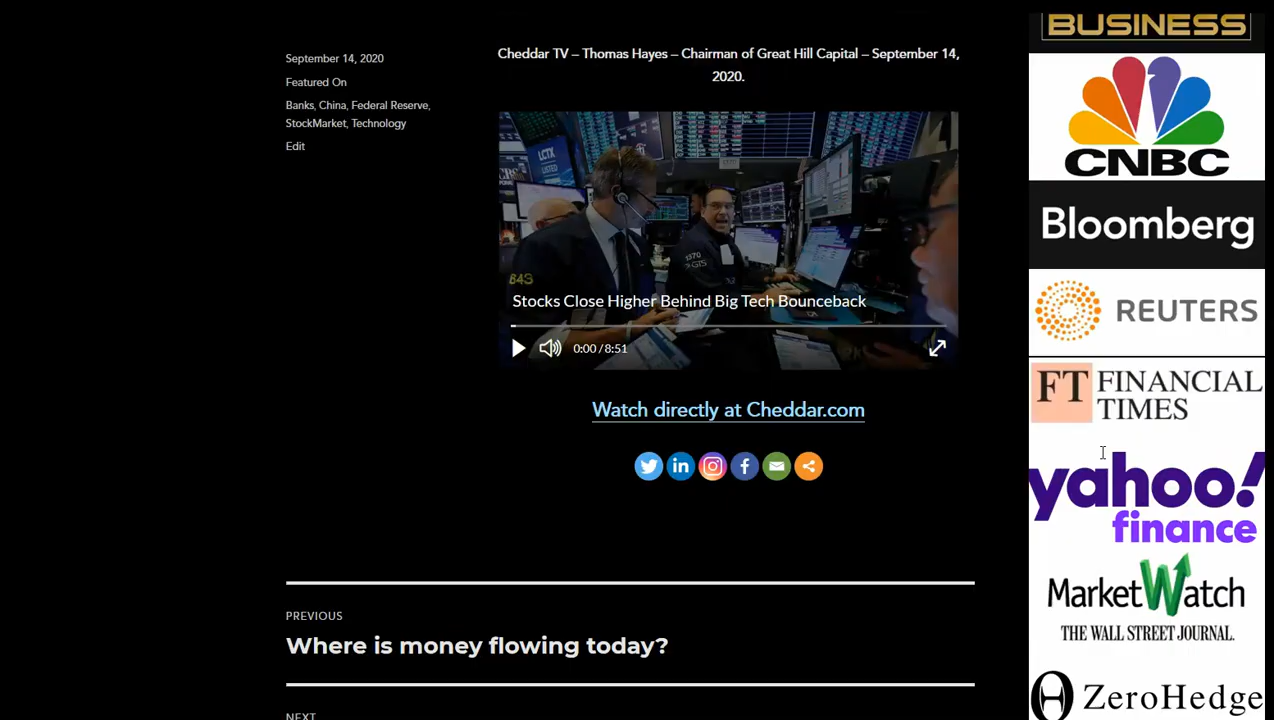 September 14, 2020
Featured On
Banks, China, Federal Reserve,
StockMarket, Technology
Edit
Cheddar TV – Thomas Hayes – Chairman of Great Hill Capital – September 14,
2020.
Stocks Close Higher Behind Big Tech Bounceback
0:00 / 8:51
Watch directly at Cheddar.com
PREVIOUS
Where is money flowing today?
NEXT
BUSINESS
CNBC
Bloomberg
REUTERS
FT FINANCIAL
TIMES
yahoo!
finance
MarketWatch
THE WALL STREET JOURNAL.
ZeroHedge